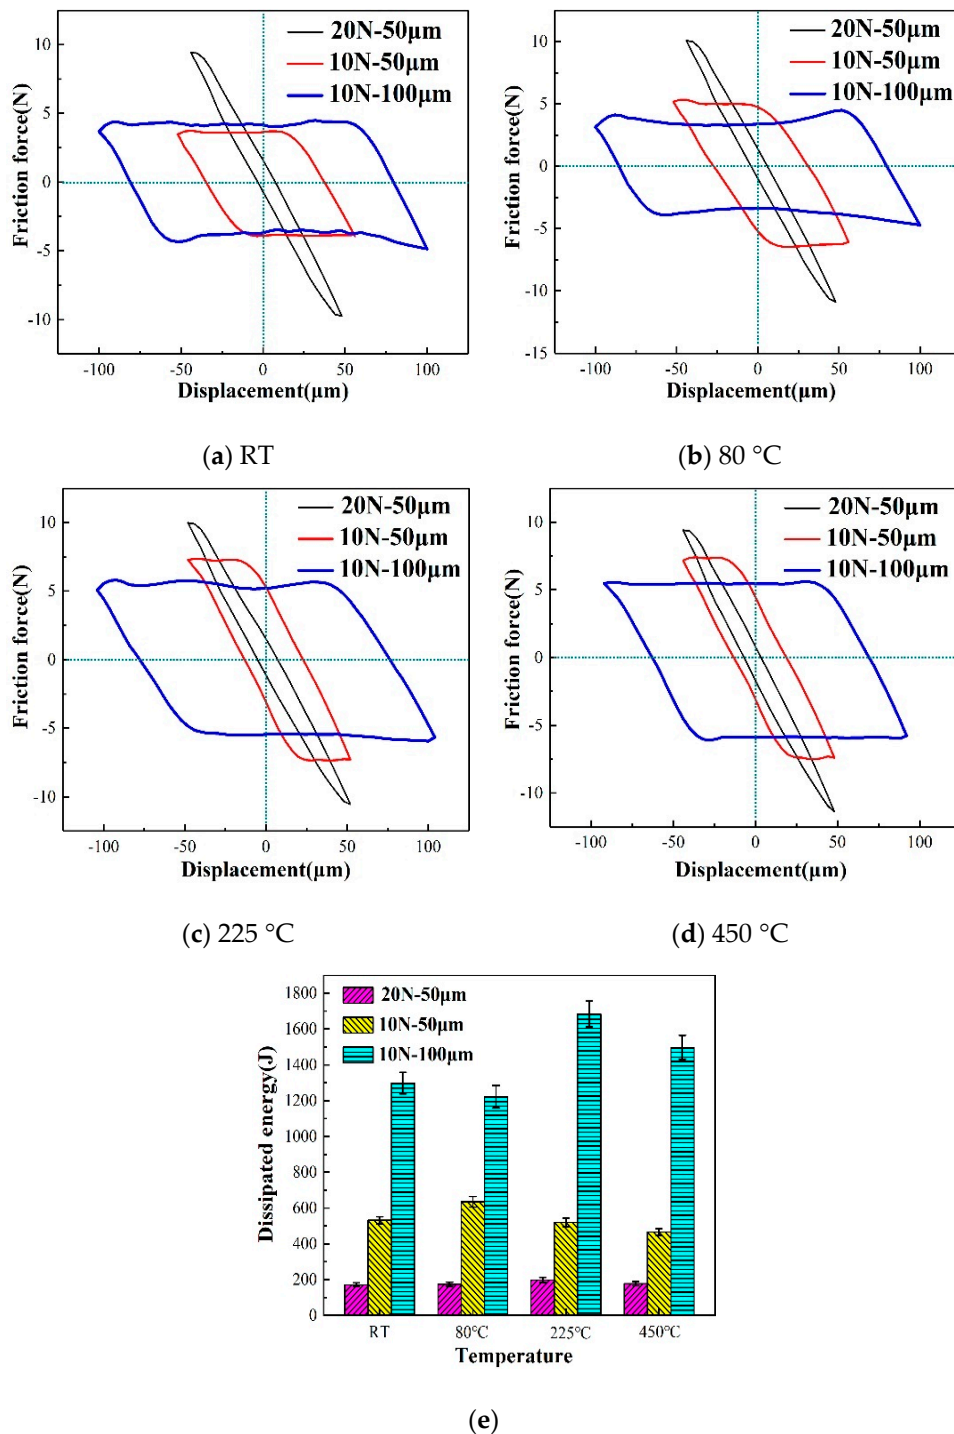 20N-50μm
10N-50μm
10N-100μm
Friction force(N)
10
5
0
-5
-10
-100 -50 0 50 100
Displacement(μm)
(a) RT
20N-50μm
10N-50μm
10N-100μm
Friction force(N)
10
5
0
-5
-10
-15
-100 -50 0 50 100
Displacement(μm)
(b) 80 °C
20N-50μm
10N-50μm
10N-100μm
Friction force(N)
10
5
0
-5
-10
-100 -50 0 50 100
Displacement(μm)
(c) 225 °C
20N-50μm
10N-50μm
10N-100μm
Friction force(N)
10
5
0
-5
-10
-100 -50 0 50 100
Displacement(μm)
(d) 450 °C
20N-50μm
10N-50μm
10N-100μm
Dissipated energy(J)
1800
1600
1400
1200
1000
800
600
400
200
0
RT 80°C 225°C 450°C
Temperature
(e)